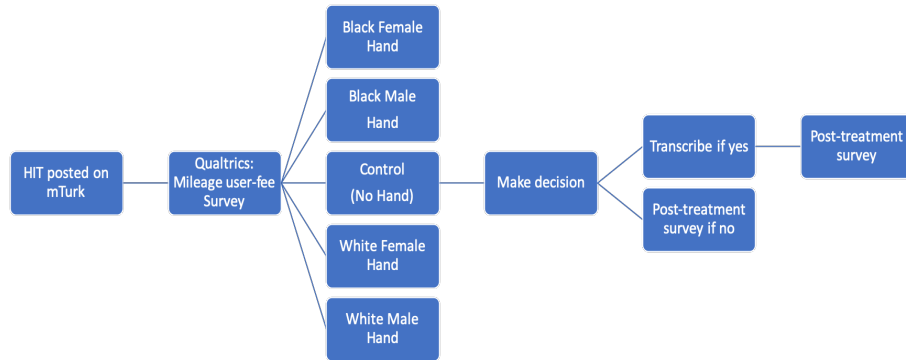 Black Female
Hand
Black Male
Hand
HIT posted on
mTurk
Qualtrics:
Mileage user-fee
Survey
Control
(No Hand)
Make decision
Transcribe if yes
Post-treatment
survey
Post-treatment
survey if no
White Female
Hand
White Male
Hand